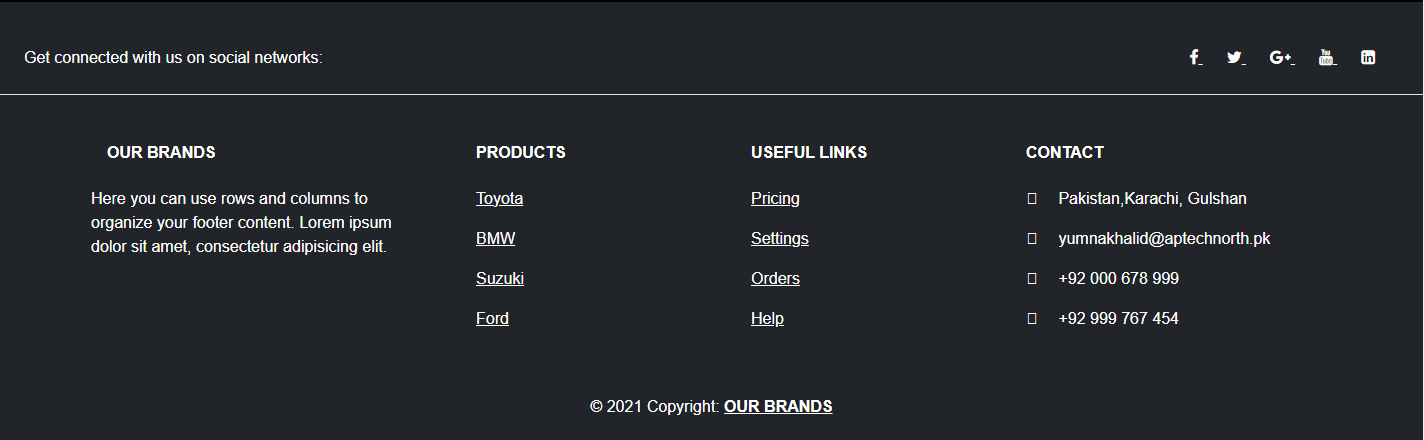 Get connected with us on social networks:
OUR BRANDS
Here you can use rows and columns to
organize your footer content. Lorem ipsum
dolor sit amet, consectetur adipisicing elit.
PRODUCTS
Toyota
BMW
Suzuki
Ford
USEFUL LINKS
Pricing
Settings
Orders
Help
CONTACT
Pakistan,Karachi, Gulshan
yumnakhalid@aptechnorth.pk
+92 000 678 999
+92 999 767 454
© 2021 Copyright: OUR BRANDS